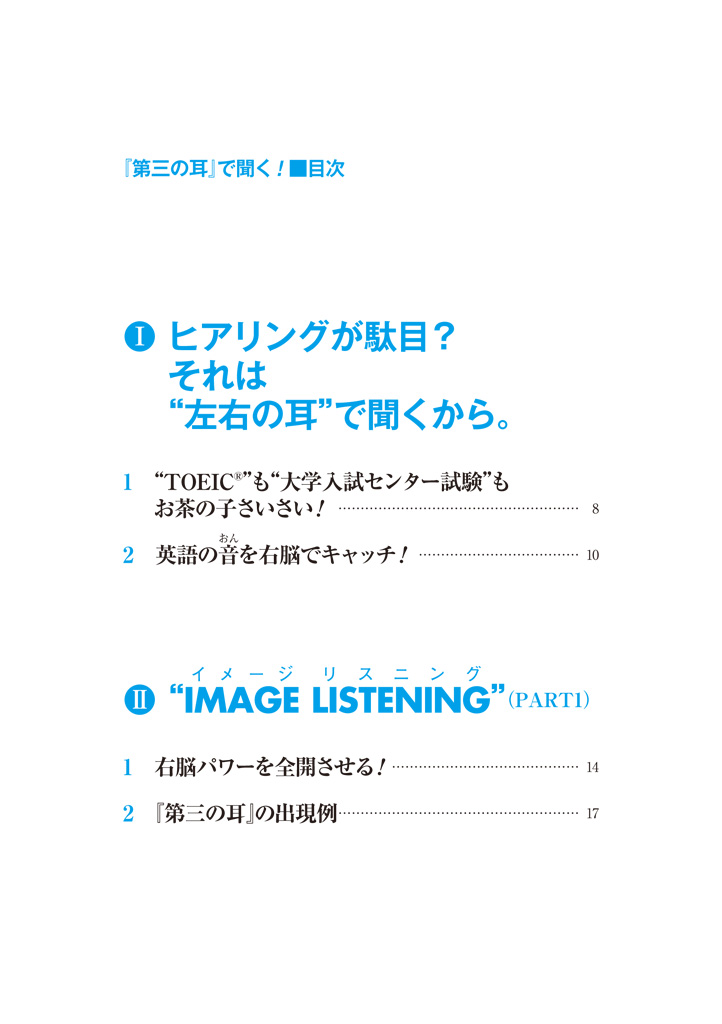 『第三の耳』で聞く！■目次
Ⅰ ヒアリングが駄目？
それは
“左右の耳”で聞くから。
1 “TOEIC®”も“大学入試センター試験”も
お茶の子さいさい！ …………………………………………… 8
おん
2 英語の音を右脳でキャッチ！ ……………………………… 10
イメージ リスニング
Ⅱ “IMAGE LISTENING”（PART1）
1 右脳パワーを全開させる！ …………………………………… 14
2 『第三の耳』の出現例 ……………………………………………… 17